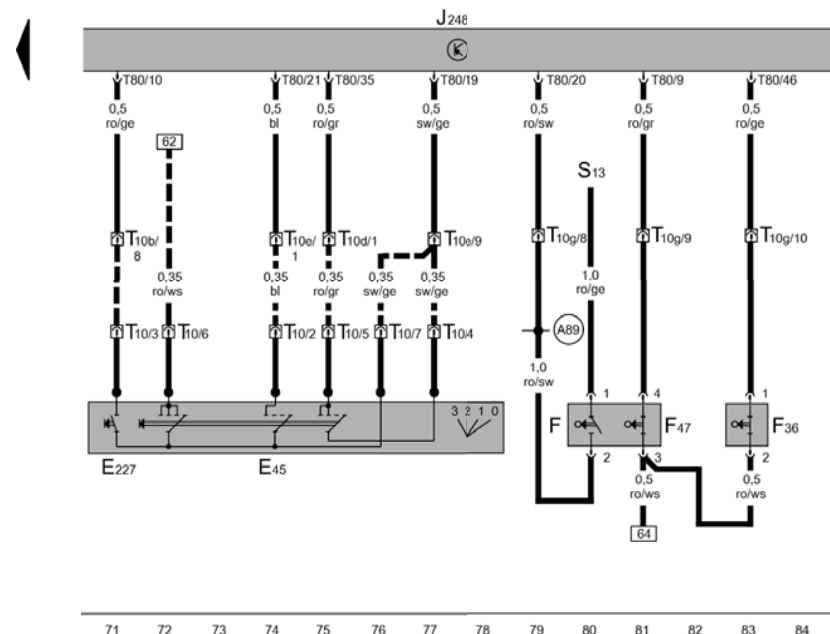 J248
T80/10 T80/21 T80/35 T80/19 T80/20 T80/9 T80/46
0,5 0,5 0,5 0,5 0,5 0,5 0,5
ro/ge bl ro/gr sw/ge ro/sw ro/gr ro/ge
62
S13
T10b/ T10e/ T10d/1 T10e/9 T10g/8 T10g/9 T10g/10
8 1
0,35 0,35 0,35 0,35 0,35 1,0
ro/ws bl ro/gr sw/ge sw/ge ro/ge
T10/3 T10/6 T10/2 T10/5 T10/7 T10/4 A89
1,0
ro/sw
1 4 1
3 2 1 0
F F47 F36
2 3 2
E227 E45
0,5 0,5
ro/ws ro/ws
64
71 72 73 74 75 76 77 78 79 80 81 82 83 84